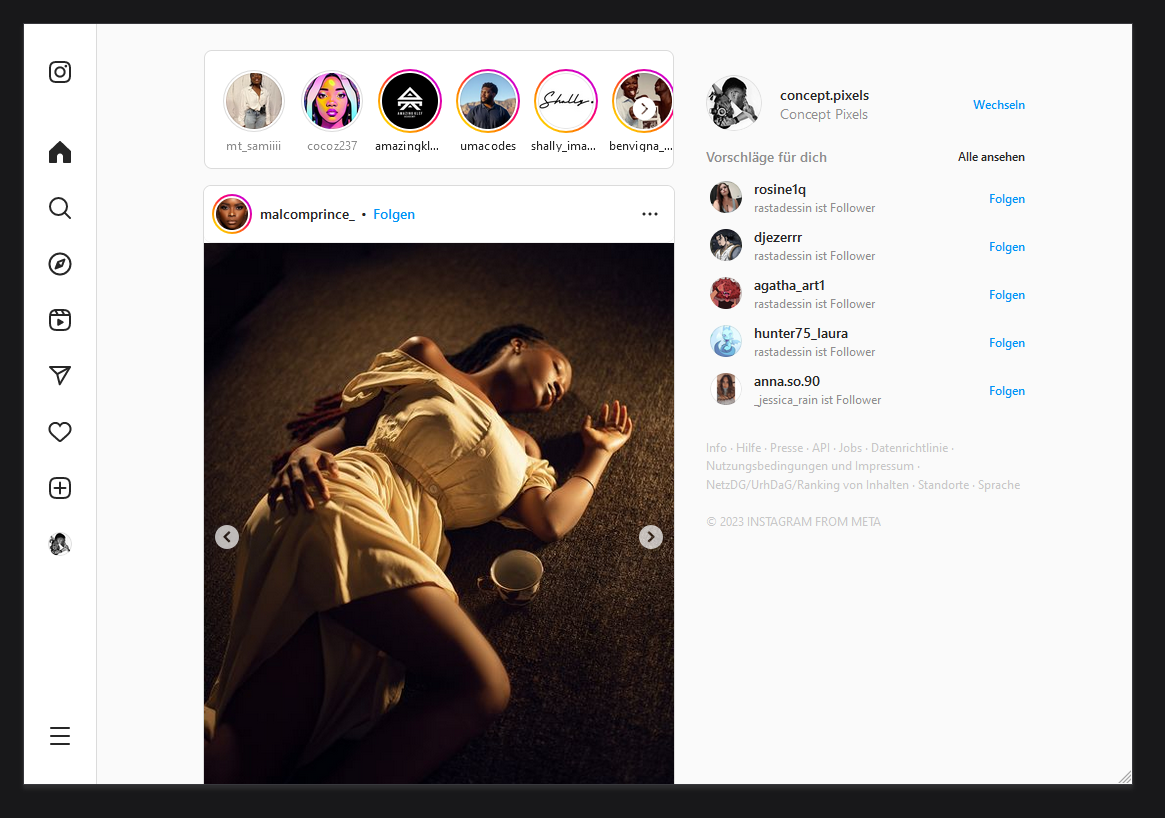 mt_samiiii
cocoz237
amazingkl...
umacodes
shally_ima...
benvigna_...
malcomprince_ • Folgen
concept.pixels
Concept Pixels
Wechseln
Vorschläge für dich
Alle ansehen
rosine1q
rastadessin ist Follower
Folgen
djezerrr
rastadessin ist Follower
Folgen
agatha_art1
rastadessin ist Follower
Folgen
hunter75_laura
rastadessin ist Follower
Folgen
anna.so.90
_jessica_rain ist Follower
Folgen
Info · Hilfe · Presse · API · Jobs · Datenrichtlinie ·
Nutzungsbedingungen und Impressum ·
NetzDG/UrhDaG/Ranking von Inhalten · Standorte · Sprache
© 2023 INSTAGRAM FROM META